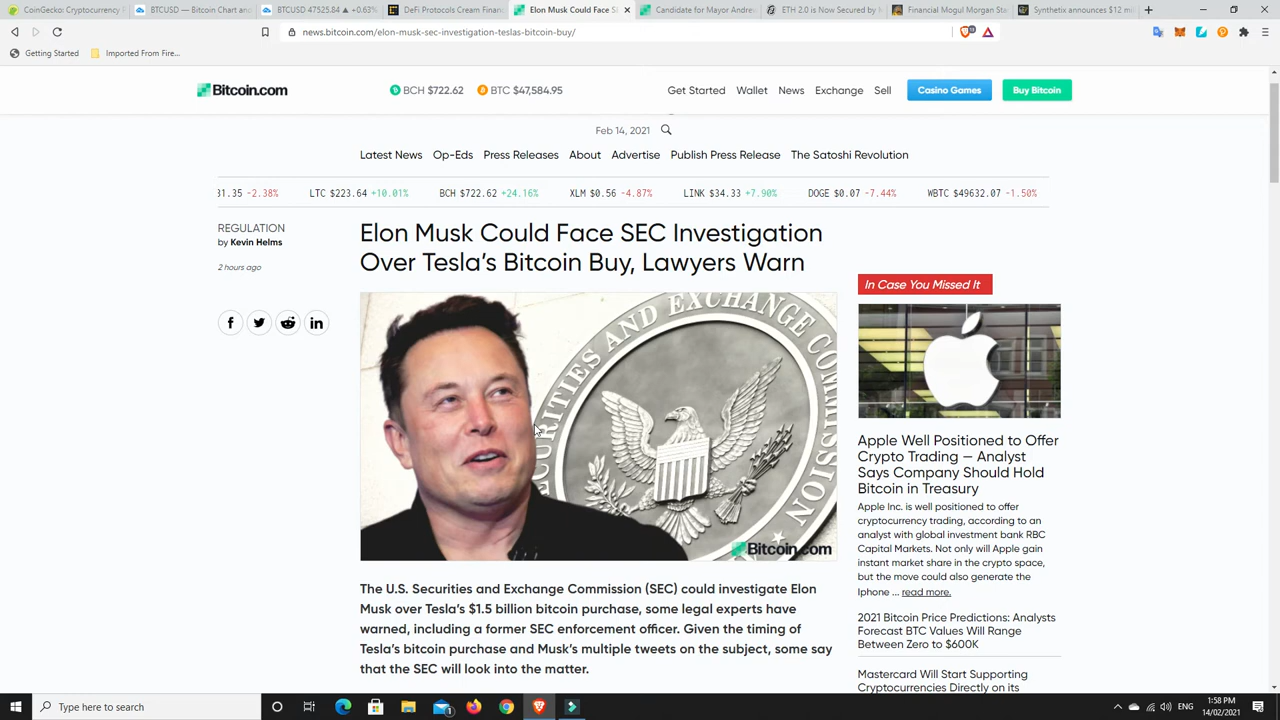 CoinGecko: Cryptocurrency P
BTCUSD — Bitcoin Chart and
BTCUSD 47525.84 ▲ +0.63%
DeFi Protocols Cream Financ
Elon Musk Could Face S
Candidate for Mayor Andrew
ETH 2.0 is Now Secured by
Financial Mogul Morgan Sta
Synthetix announces $12 mi
news.bitcoin.com/elon-musk-sec-investigation-teslas-bitcoin-buy/
Getting Started
Imported From Fire...
Bitcoin.com
BCH $722.62
BTC $47,584.95
Get Started
Wallet
News
Exchange
Sell
Casino Games
Buy Bitcoin
Feb 14, 2021
Latest News
Op-Eds
Press Releases
About
Advertise
Publish Press Release
The Satoshi Revolution
31.35 -2.38%
LTC $223.64 +10.01%
BCH $722.62 +24.16%
XLM $0.56 -4.87%
LINK $34.33 +7.90%
DOGE $0.07 -7.44%
WBTC $49632.07 -1.50%
REGULATION
by Kevin Helms
2 hours ago
Elon Musk Could Face SEC Investigation
Over Tesla's Bitcoin Buy, Lawyers Warn
SECURITIES AND EXCHANGE COMMISSION
Bitcoin.com
The U.S. Securities and Exchange Commission (SEC) could investigate Elon
Musk over Tesla's $1.5 billion bitcoin purchase, some legal experts have
warned, including a former SEC enforcement officer. Given the timing of
Tesla's bitcoin purchase and Musk's multiple tweets on the subject, some say
that the SEC will look into the matter.
In Case You Missed It
Apple Well Positioned to Offer
Crypto Trading — Analyst
Says Company Should Hold
Bitcoin in Treasury
Apple Inc. is well positioned to offer
cryptocurrency trading, according to an
analyst with global investment bank RBC
Capital Markets. Not only will Apple gain
instant market share in the crypto space,
but the move could also generate the
Iphone ... read more.
2021 Bitcoin Price Predictions: Analysts
Forecast BTC Values Will Range
Between Zero to $600K
Mastercard Will Start Supporting
Cryptocurrencies Directly on its
Type here to search
ENG
1:58 PM
14/02/2021